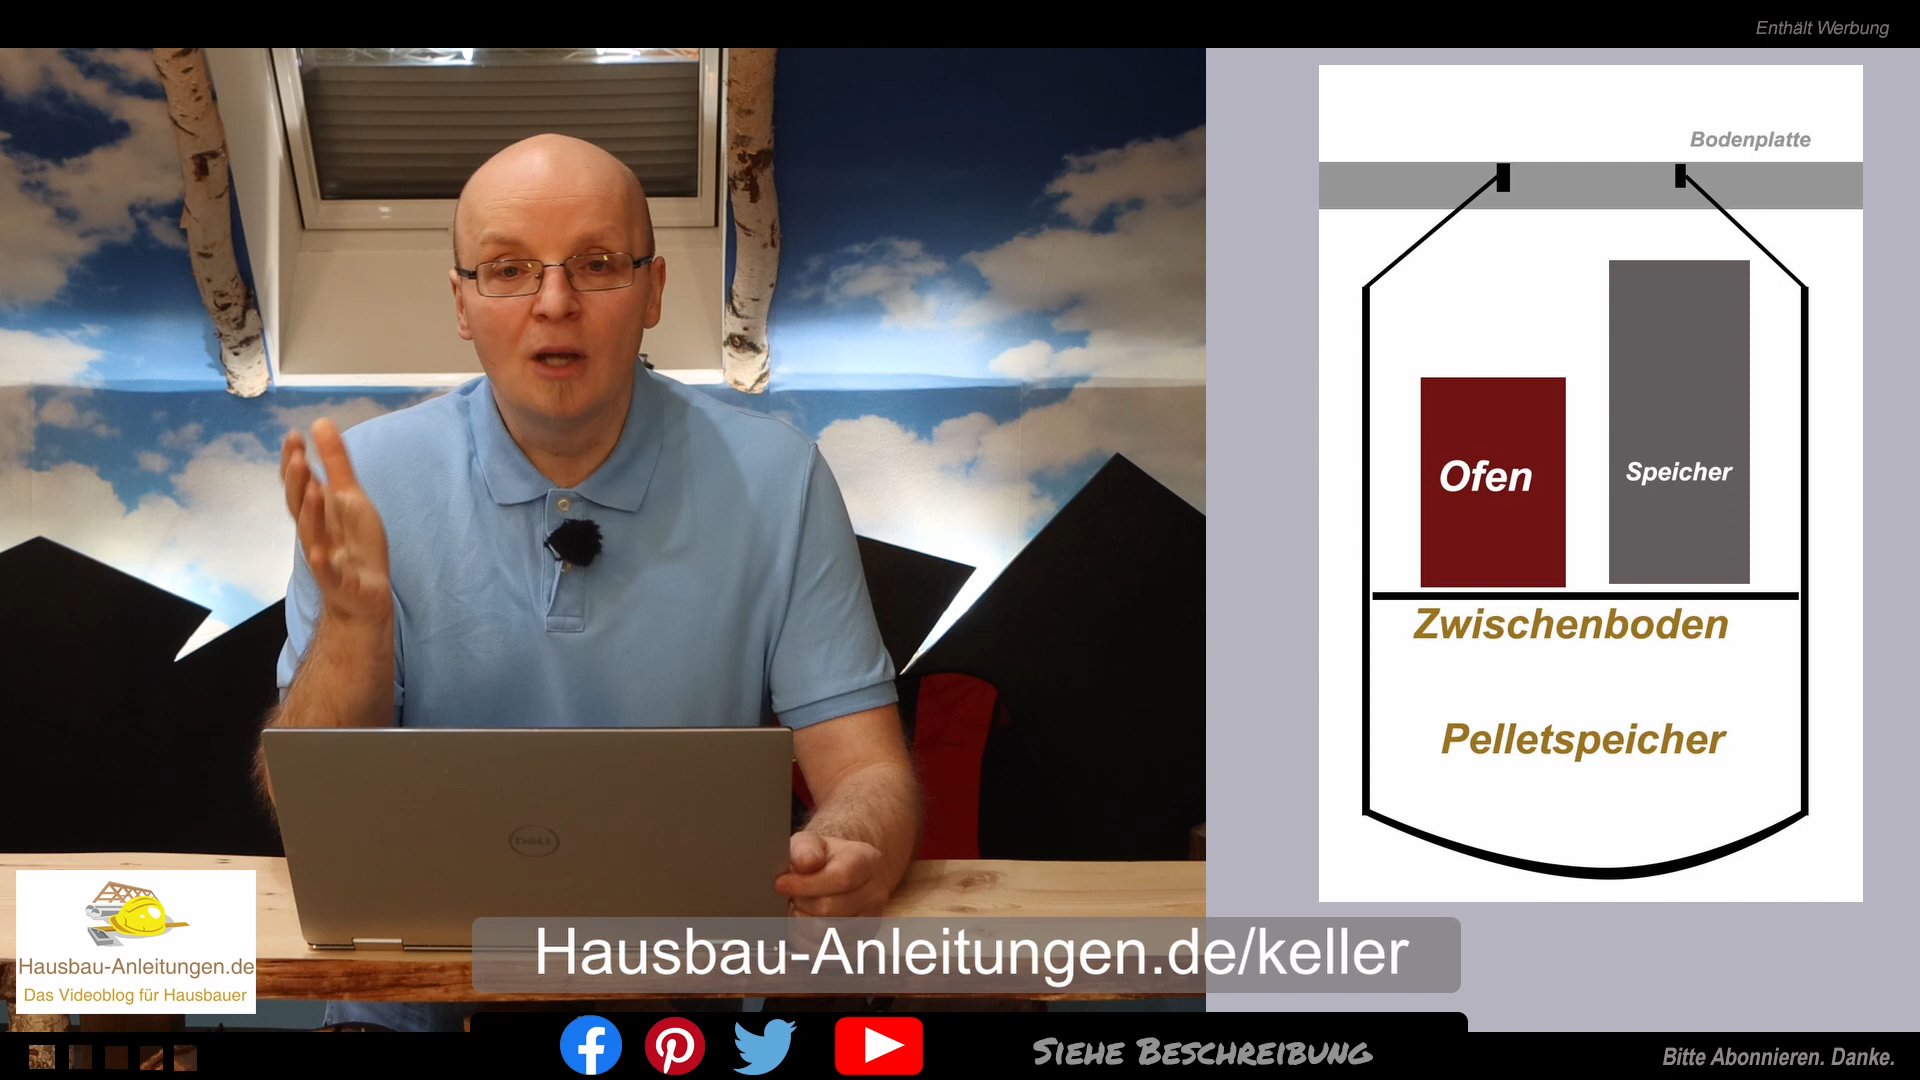 Enthält Werbung
Bodenplatte
Ofen
Speicher
Zwischenboden
Pelletspeicher
DELL
Hausbau-Anleitungen.de/keller
Hausbau-Anleitungen.de
Das Videoblog für Hausbauer
Siehe Beschreibung
Bitte Abonnieren. Danke.